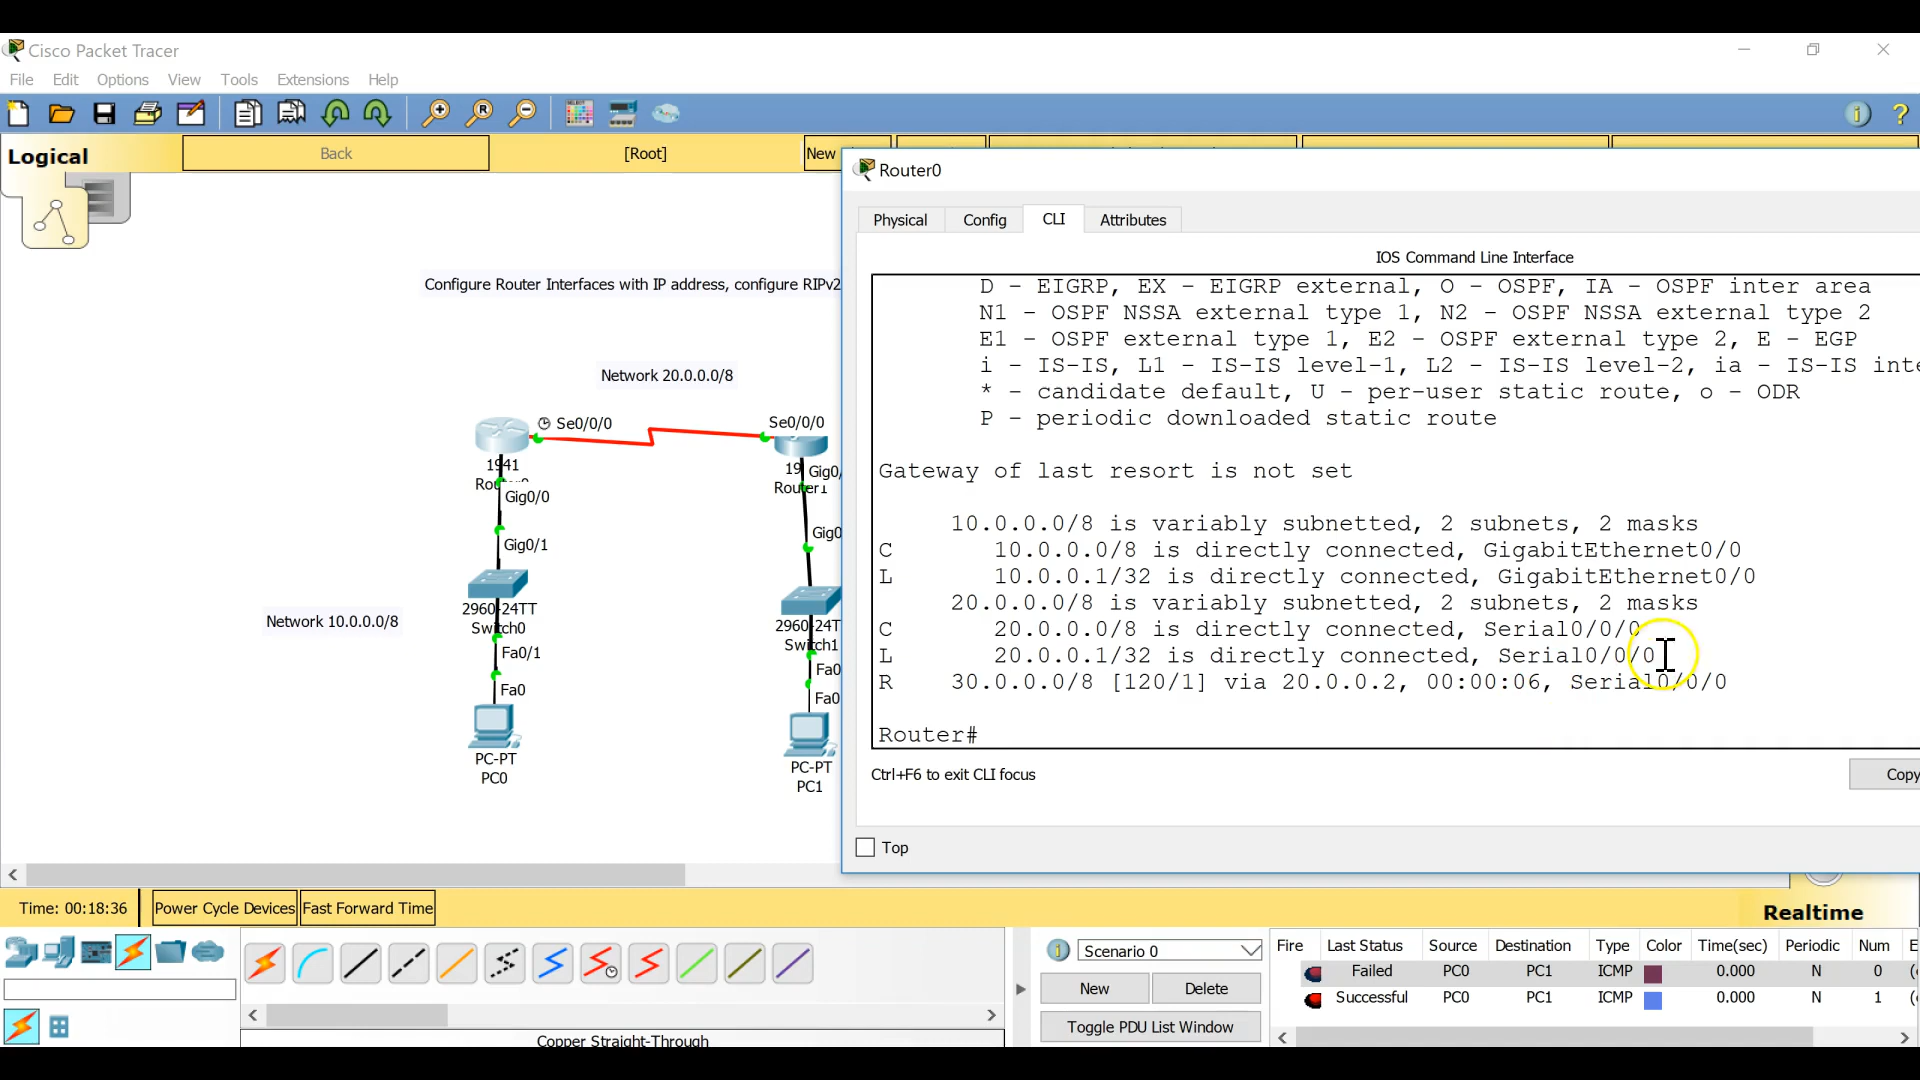 Cisco Packet Tracer
File Edit Options View Tools Extensions Help
Logical
Back
[Root]
New
Router0
Physical Config CLI Attributes
IOS Command Line Interface
D - EIGRP, EX - EIGRP external, O - OSPF, IA - OSPF inter area
N1 - OSPF NSSA external type 1, N2 - OSPF NSSA external type 2
E1 - OSPF external type 1, E2 - OSPF external type 2, E - EGP
i - IS-IS, L1 - IS-IS level-1, L2 - IS-IS level-2, ia - IS-IS inte
* - candidate default, U - per-user static route, o - ODR
P - periodic downloaded static route
Gateway of last resort is not set
10.0.0.0/8 is variably subnetted, 2 subnets, 2 masks
C 10.0.0.0/8 is directly connected, GigabitEthernet0/0
L 10.0.0.1/32 is directly connected, GigabitEthernet0/0
20.0.0.0/8 is variably subnetted, 2 subnets, 2 masks
C 20.0.0.0/8 is directly connected, Serial0/0/0
L 20.0.0.1/32 is directly connected, Serial0/0/0
R 30.0.0.0/8 [120/1] via 20.0.0.2, 00:00:06, Serial0/0/0
Router#
Ctrl+F6 to exit CLI focus
Copy
Top
Configure Router Interfaces with IP address, configure RIPv2
Network 20.0.0.0/8
Se0/0/0
Se0/0/0
1941
Router0
Gig0/0
19
Router1
Gig0/
Gig0/1
Gig0
2960-24TT
Switch0
2960-24TT
Switch1
Network 10.0.0.0/8
Fa0/1
Fa0
Fa0
Fa0
PC-PT
PC0
PC-PT
PC1
Time: 00:18:36
Power Cycle Devices
Fast Forward Time
Realtime
Scenario 0
New
Delete
Toggle PDU List Window
Copper Straight-Through
Fire Last Status Source Destination Type Color Time(sec) Periodic Num E
Failed PC0 PC1 ICMP 0.000 N 0 (
Successful PC0 PC1 ICMP 0.000 N 1 (